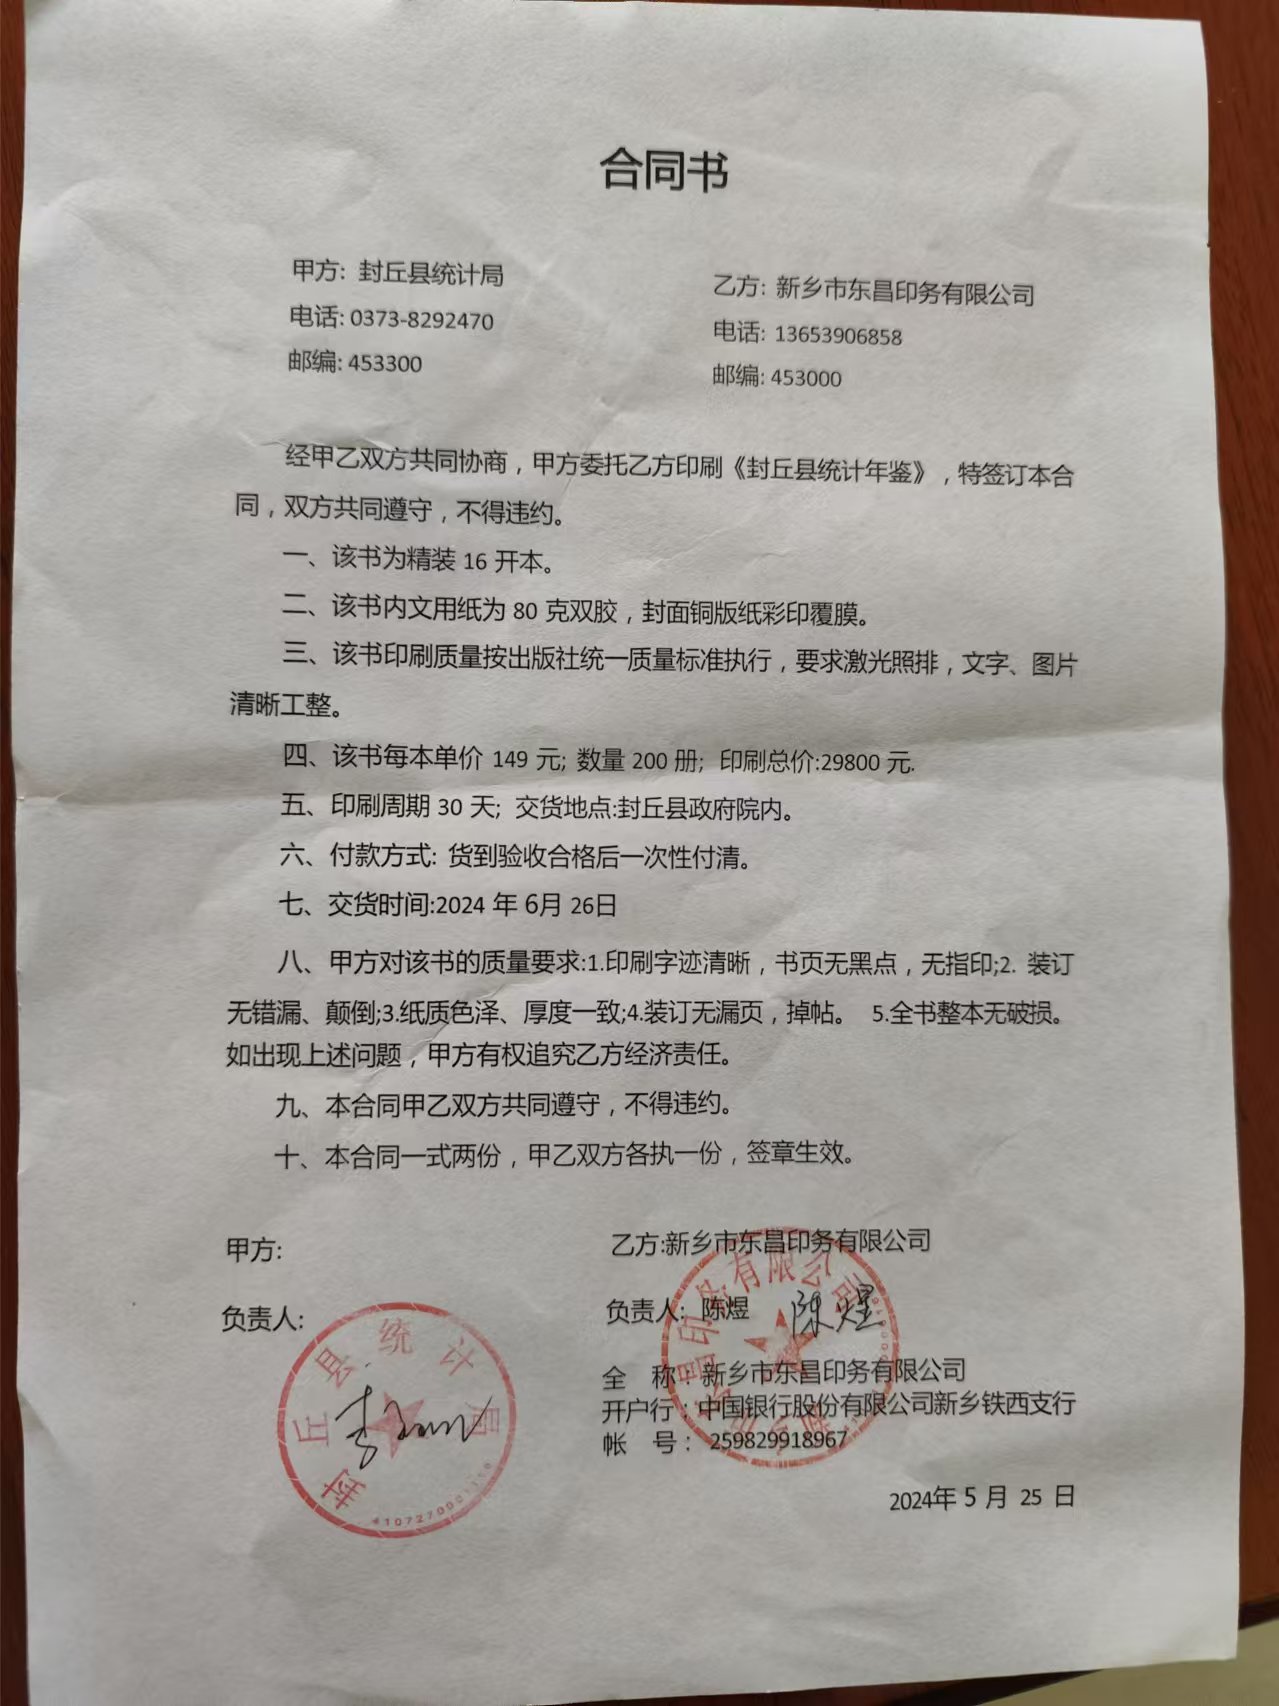 合同书
甲方: 封丘县统计局
电话: 0373-8292470
邮编: 453300
乙方: 新乡市东昌印务有限公司
电话: 13653906858
邮编: 453000
经甲乙双方共同协商，甲方委托乙方印刷《封丘县统计年鉴》，特签订本合
同，双方共同遵守，不得违约。
一、该书为精装 16 开本。
二、该书内文用纸为 80 克双胶，封面铜版纸彩印覆膜。
三、该书印刷质量按出版社统一质量标准执行，要求激光照排，文字、图片
清晰工整。
四、该书每本单价 149 元; 数量 200 册; 印刷总价:29800 元.
五、印刷周期 30 天; 交货地点:封丘县政府院内。
六、付款方式: 货到验收合格后一次性付清。
七、交货时间:2024 年 6月 26日
八、甲方对该书的质量要求:1.印刷字迹清晰，书页无黑点，无指印;2. 装订
无错漏、颠倒;3.纸质色泽、厚度一致;4.装订无漏页，掉帖。 5.全书整本无破损。
如出现上述问题，甲方有权追究乙方经济责任。
九、本合同甲乙双方共同遵守，不得违约。
十、本合同一式两份，甲乙双方各执一份，签章生效。
甲方:
负责人:
封丘县统计局
李
乙方:新乡市东昌印务有限公司
负责人: 陈煜 陈煜
全 称: 新乡市东昌印务有限公司
开户行: 中国银行股份有限公司新乡铁西支行
帐 号: 259829918967
昌印务有限公司
2024年 5 月 25 日